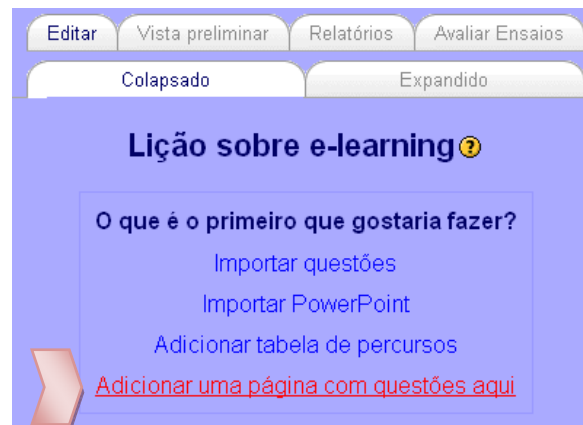 Editar Vista preliminar Relatórios Avaliar Ensaios
Colapsado Expandido
Lição sobre e-learning ?
O que é o primeiro que gostaria fazer?
Importar questões
Importar PowerPoint
Adicionar tabela de percursos
Adicionar uma página com questões aqui